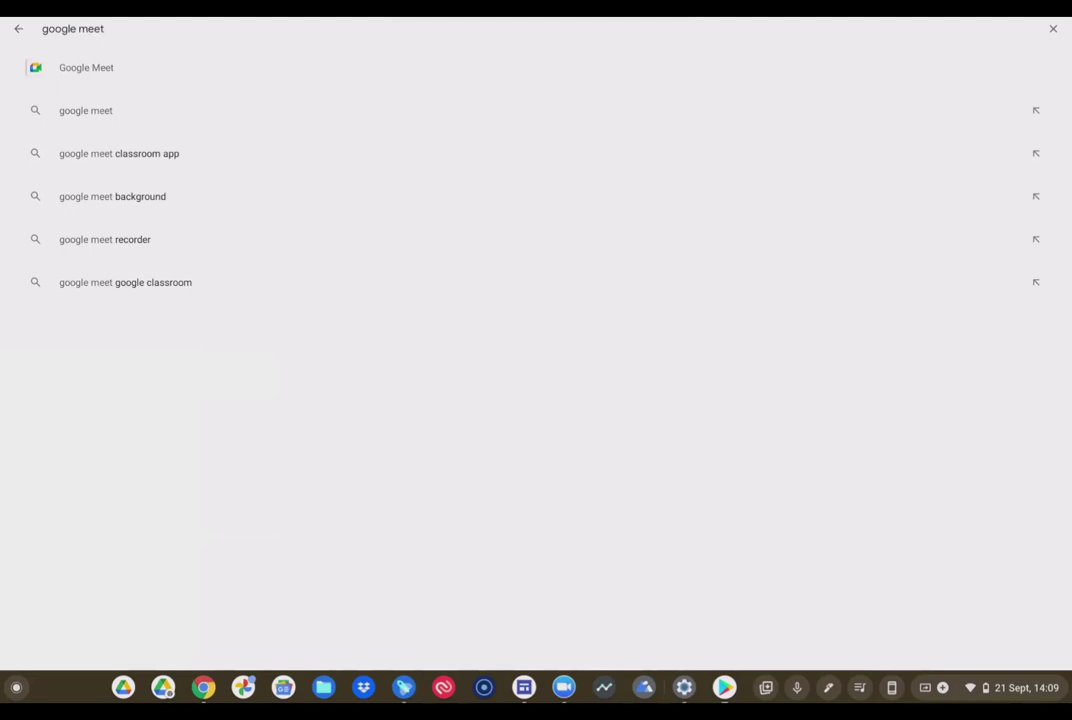 google meet
Google Meet
google meet
google meet classroom app
google meet background
google meet recorder
google meet google classroom
21 Sept, 14:09